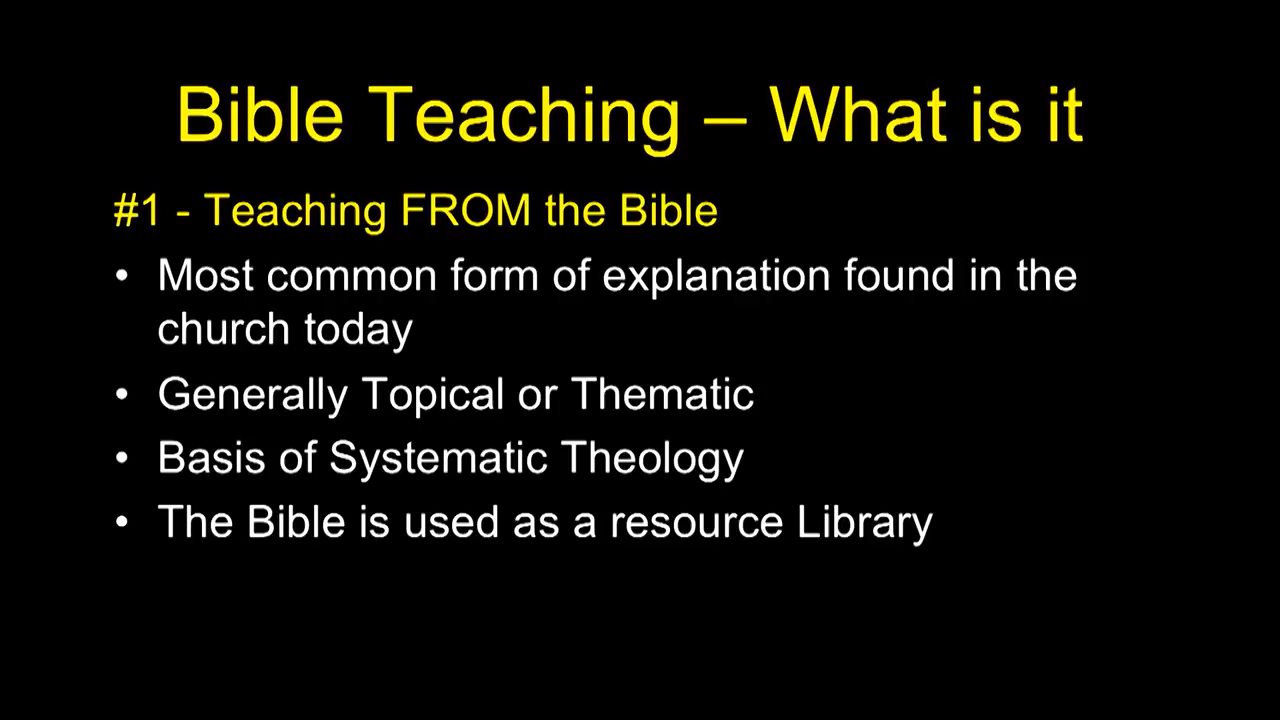 Bible Teaching – What is it
#1 - Teaching FROM the Bible
• Most common form of explanation found in the
church today
• Generally Topical or Thematic
• Basis of Systematic Theology
• The Bible is used as a resource Library